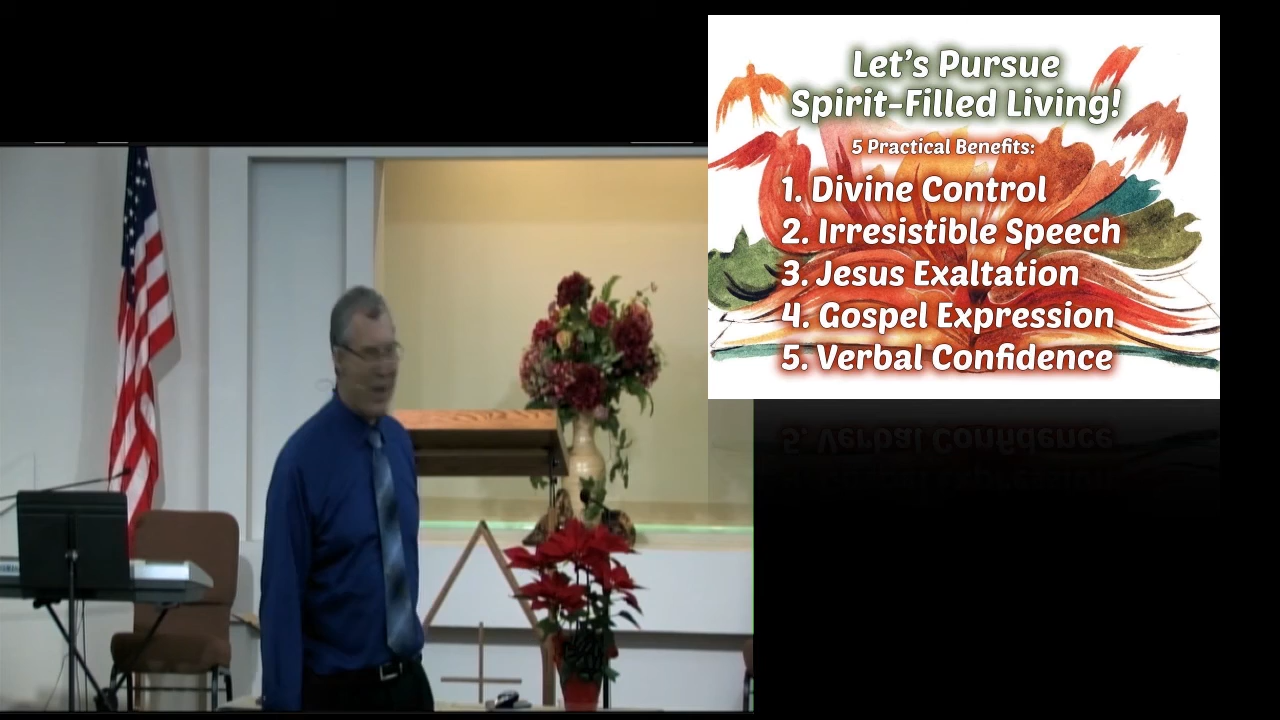 Let's Pursue
Spirit-Filled Living!
5 Practical Benefits:
1. Divine Control
2. Irresistible Speech
3. Jesus Exaltation
4. Gospel Expression
5. Verbal Confidence